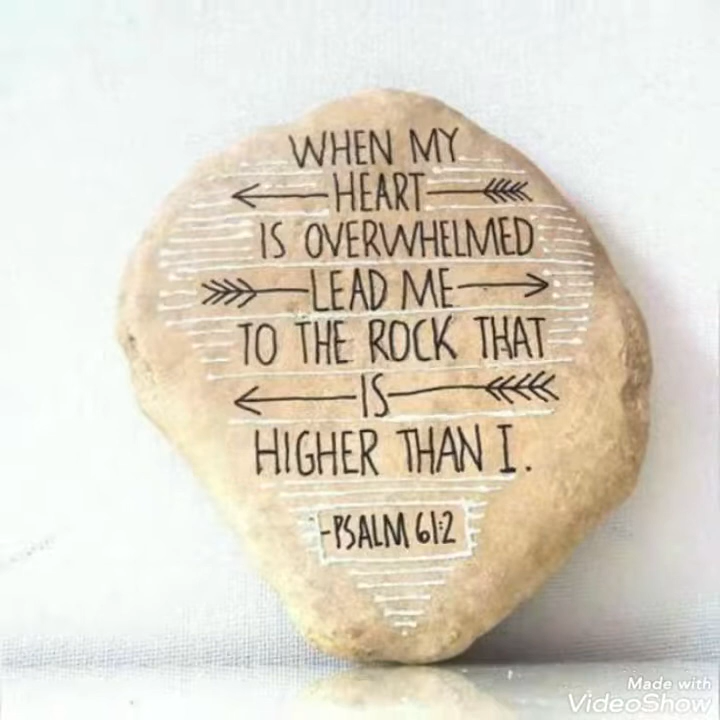 WHEN MY
HEART
IS OVERWHELMED
LEAD ME
TO THE ROCK THAT
IS
HIGHER THAN I.
-PSALM 61:2
Made with
VideoShow